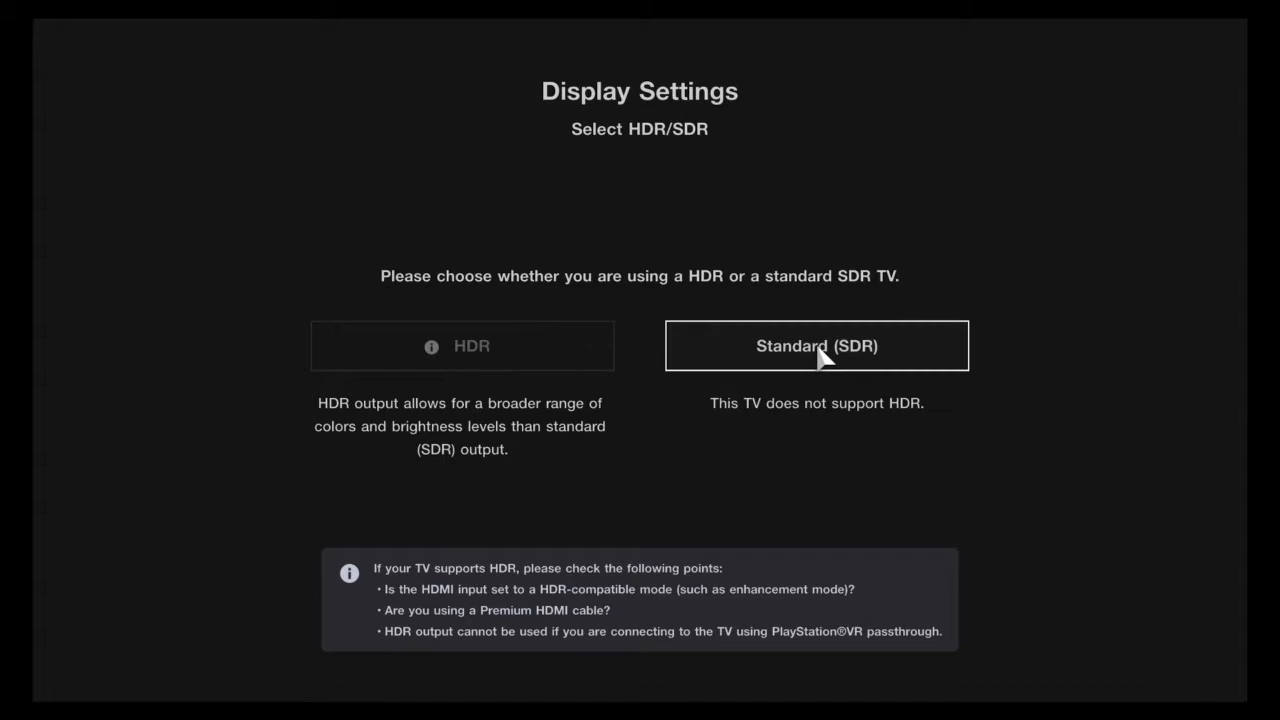 Display Settings
Select HDR/SDR
Please choose whether you are using a HDR or a standard SDR TV.
HDR
Standard (SDR)
HDR output allows for a broader range of
colors and brightness levels than standard
(SDR) output.
This TV does not support HDR.
If your TV supports HDR, please check the following points:
・Is the HDMI input set to a HDR-compatible mode (such as enhancement mode)?
・Are you using a Premium HDMI cable?
・HDR output cannot be used if you are connecting to the TV using PlayStation®VR passthrough.